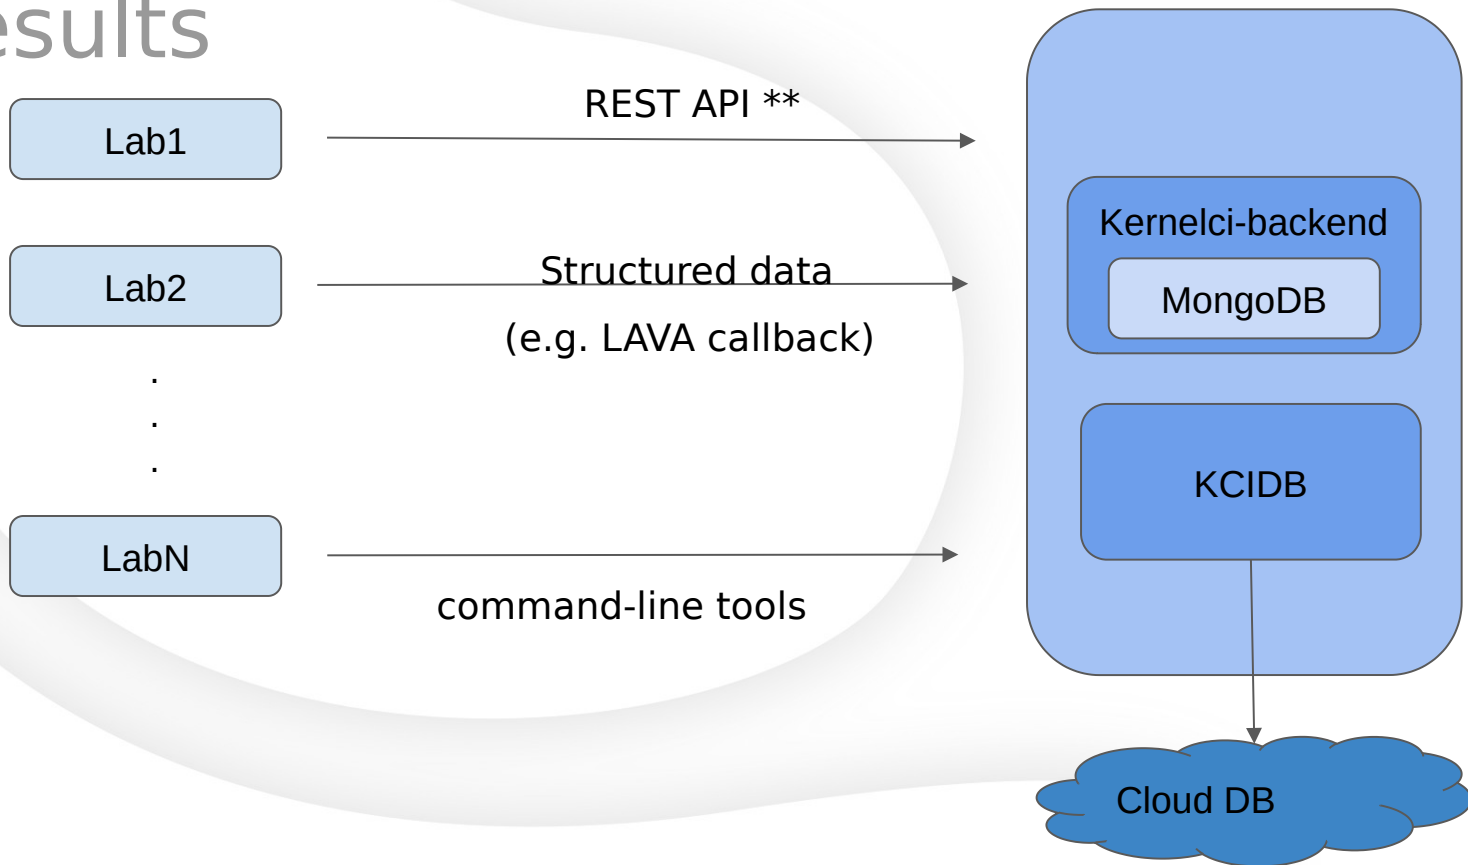 esults
Lab1
REST API **
Lab2
Structured data
(e.g. LAVA callback)
.
.
.
LabN
command-line tools
Kernelci-backend
MongoDB
KCIDB
Cloud DB